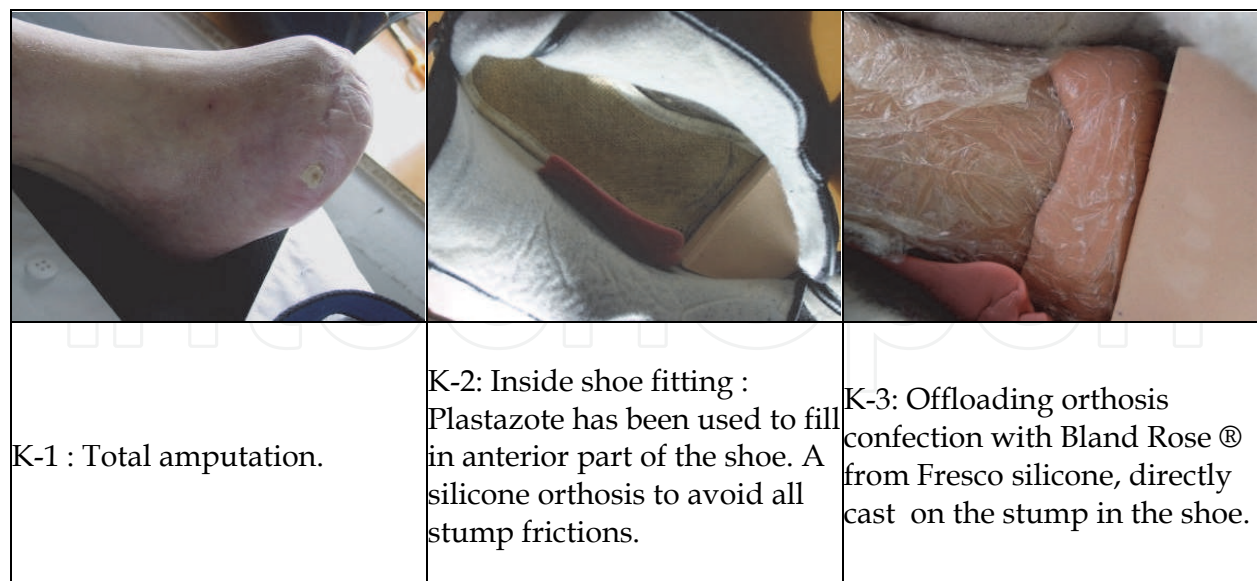 K-1 : Total amputation.
K-2: Inside shoe fitting :
Plastazote has been used to fill
in anterior part of the shoe. A
silicone orthosis to avoid all
stump frictions.
K-3: Offloading orthosis
confection with Bland Rose ®
from Fresco silicone, directly
cast on the stump in the shoe.
intechopen